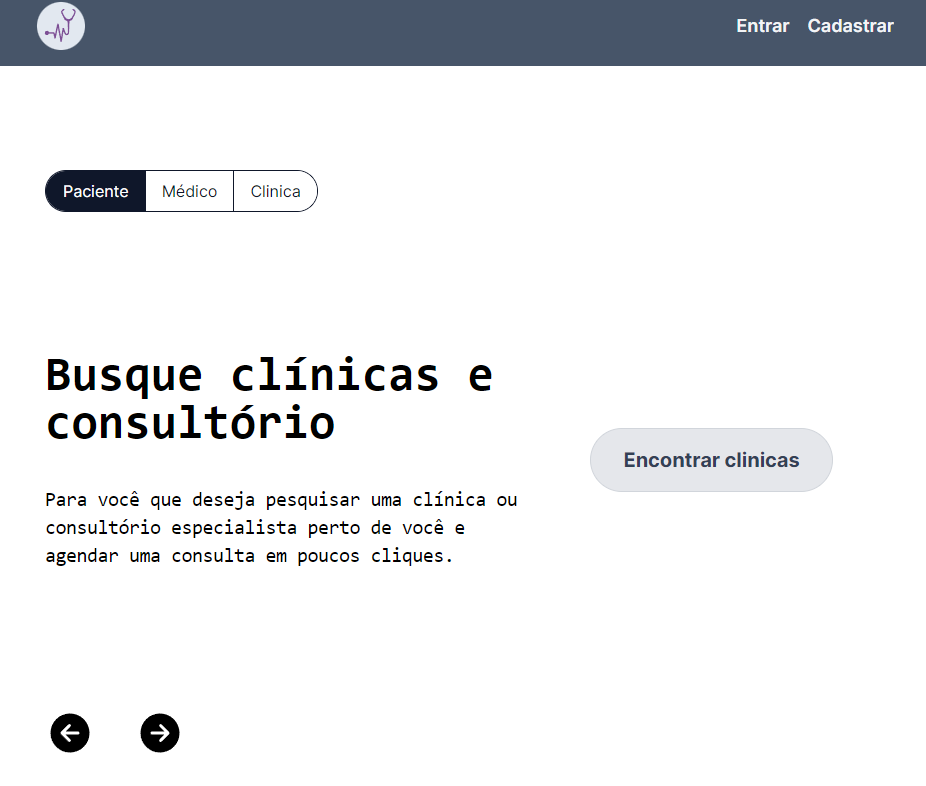 Entrar Cadastrar
Paciente Médico Clinica
Busque clínicas e
consultório
Encontrar clinicas
Para você que deseja pesquisar uma clínica ou
consultório especialista perto de você e
agendar uma consulta em poucos cliques.